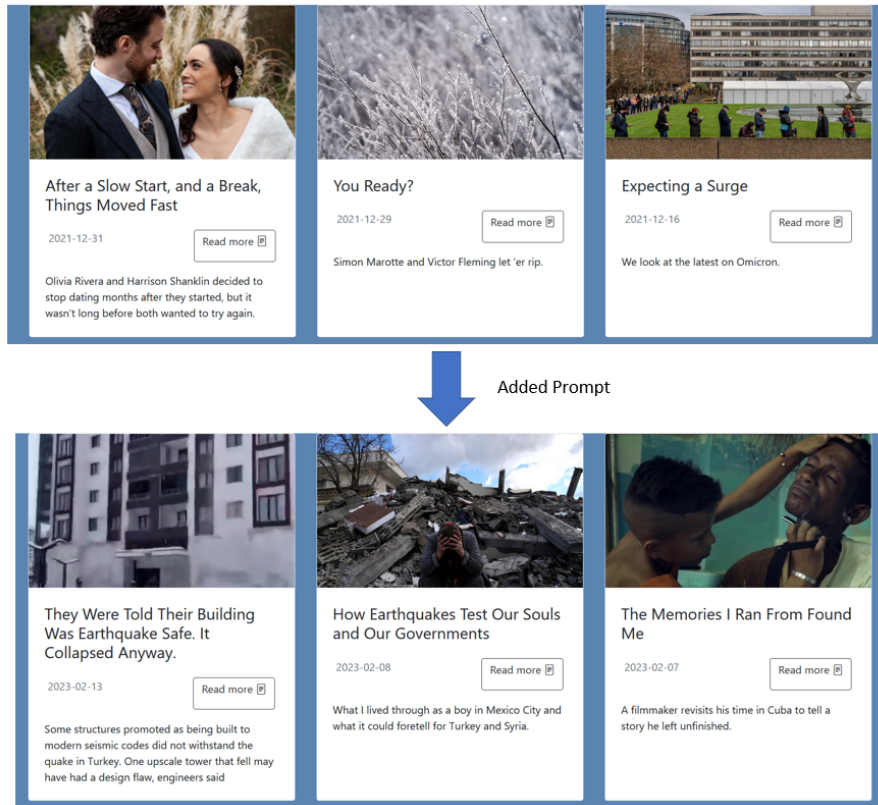 After a Slow Start, and a Break,
Things Moved Fast
2021-12-31
Read more
Olivia Rivera and Harrison Shanklin decided to
stop dating months after they started, but it
wasn't long before both wanted to try again.
You Ready?
2021-12-29
Read more
Simon Marotte and Victor Fleming let 'er rip.
Expecting a Surge
2021-12-16
Read more
We look at the latest on Omicron.
Added Prompt
They Were Told Their Building
Was Earthquake Safe. It
Collapsed Anyway.
2023-02-13
Read more
Some structures promoted as being built to
modern seismic codes did not withstand the
quake in Turkey. One upscale tower that fell may
have had a design flaw, engineers said
How Earthquakes Test Our Souls
and Our Governments
2023-02-08
Read more
What I lived through as a boy in Mexico City and
what it could foretell for Turkey and Syria.
The Memories I Ran From Found
Me
2023-02-07
Read more
A filmmaker revisits his time in Cuba to tell a
story he left unfinished.